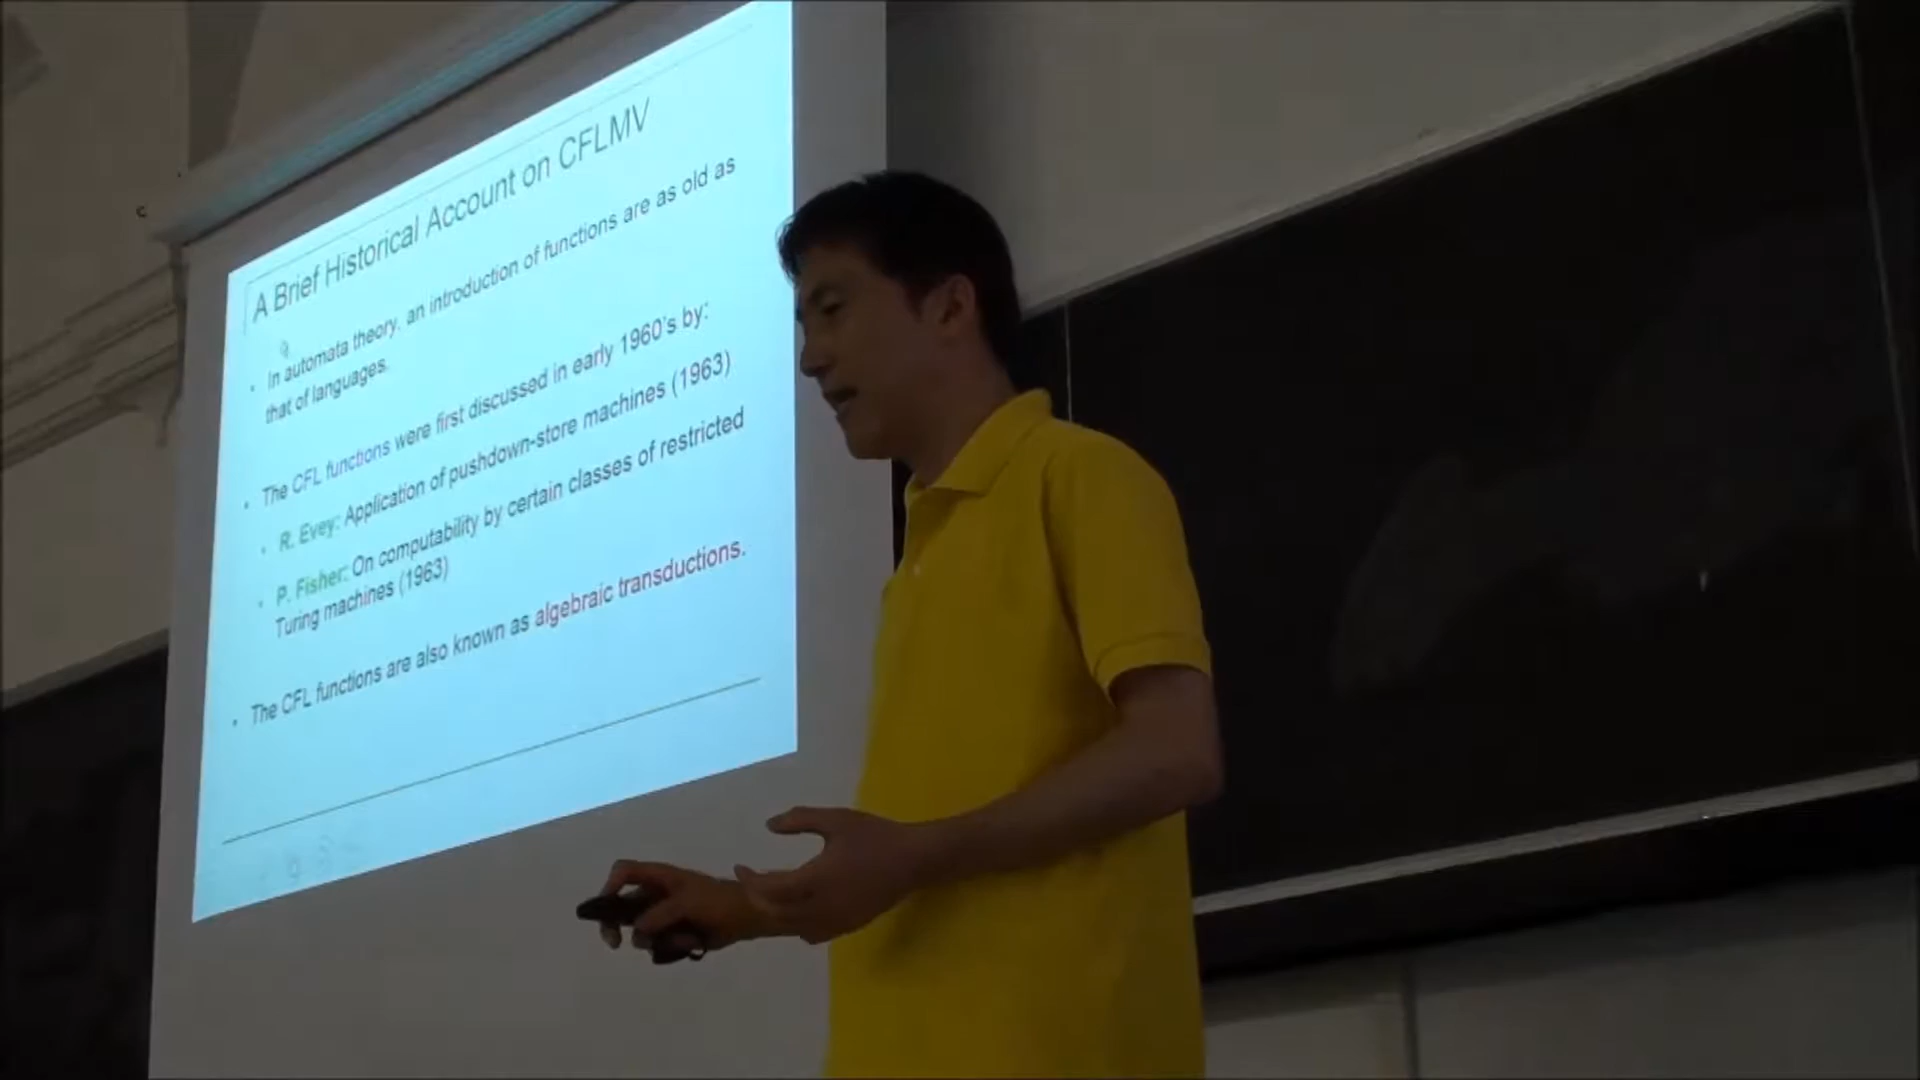 A Brief Historical Account on CFLMV
• In automata theory, an introduction of functions are as old as
that of languages.
• The CFL functions were first discussed in early 1960's by:
• R. Evey: Application of pushdown-store machines (1963)
• P. Fisher: On computability by certain classes of restricted
Turing machines (1963)
• The CFL functions are also known as algebraic transductions.